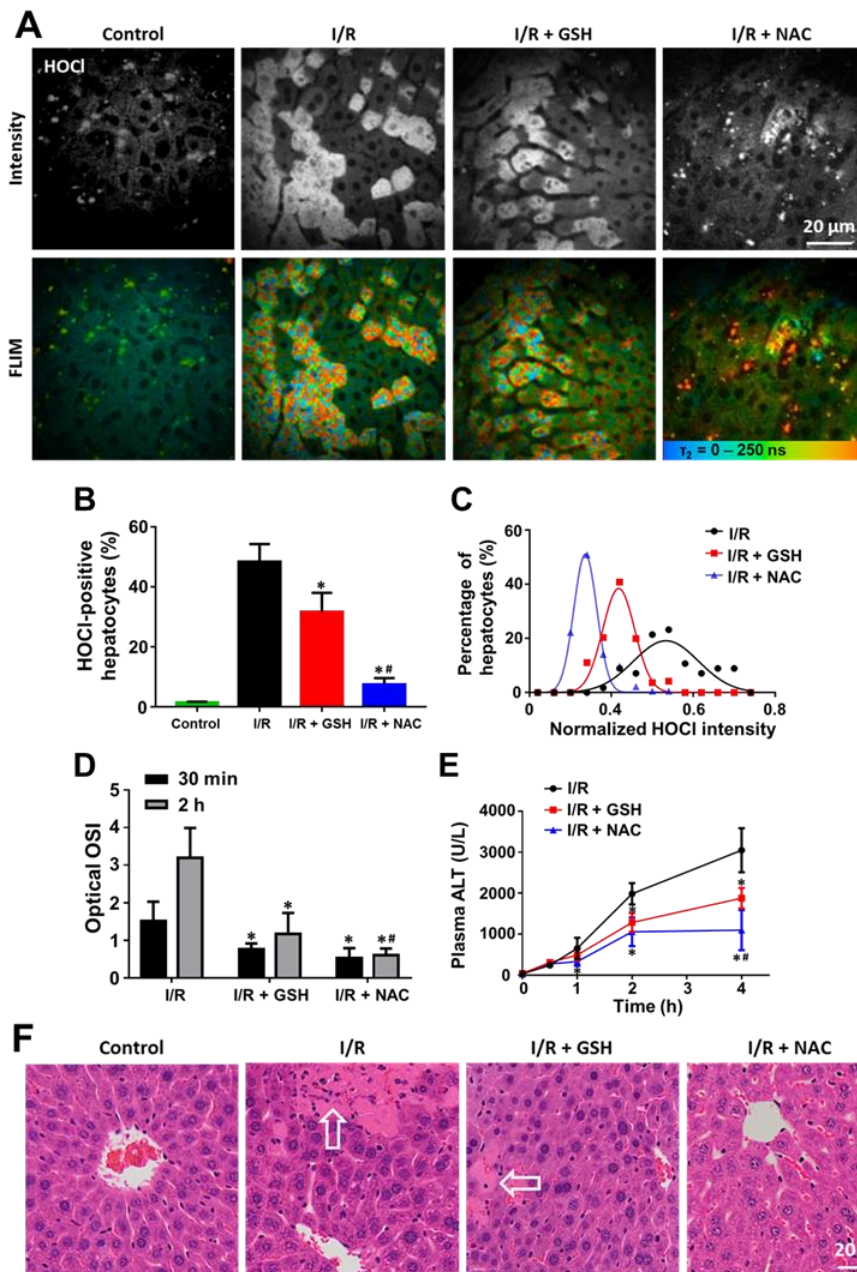 A
Control
I/R
I/R + GSH
I/R + NAC
HOCl
Intensity
20 µm
FLIM
τ2 = 0 – 250 ns
B
HOCl-positive
hepatocytes (%)
60
40
20
0
*
*#
Control
I/R
I/R + GSH
I/R + NAC
C
Percentage of
hepatocytes (%)
60
40
20
0
I/R
I/R + GSH
I/R + NAC
0.0
0.4
0.6
0.8
Normalized HOCl intensity
D
30 min
2 h
Optical OSI
5
4
3
2
1
0
*
*
*
*#
I/R
I/R + GSH
I/R + NAC
E
I/R
I/R + GSH
I/R + NAC
Plasma ALT (U/L)
4000
3000
2000
1000
0
*
*
*
*
*#
0
1
2
3
4
Time (h)
F
Control
I/R
I/R + GSH
I/R + NAC
20